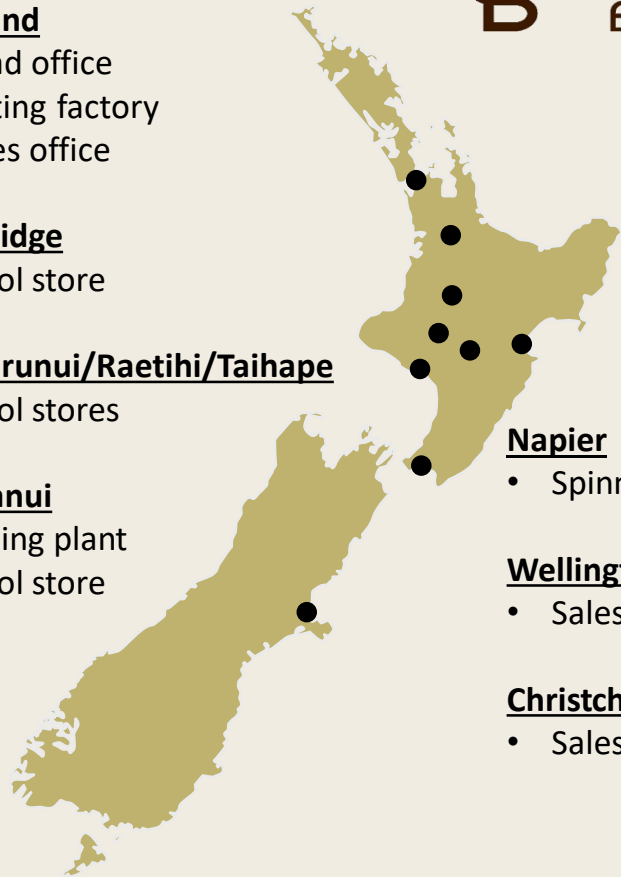 nd
d office
ting factory
es office
idge
ol store
runui/Raetihi/Taihape
ol stores
nui
ing plant
ol store
Napier
• Spinn
Welling
• Sales
Christch
• Sales